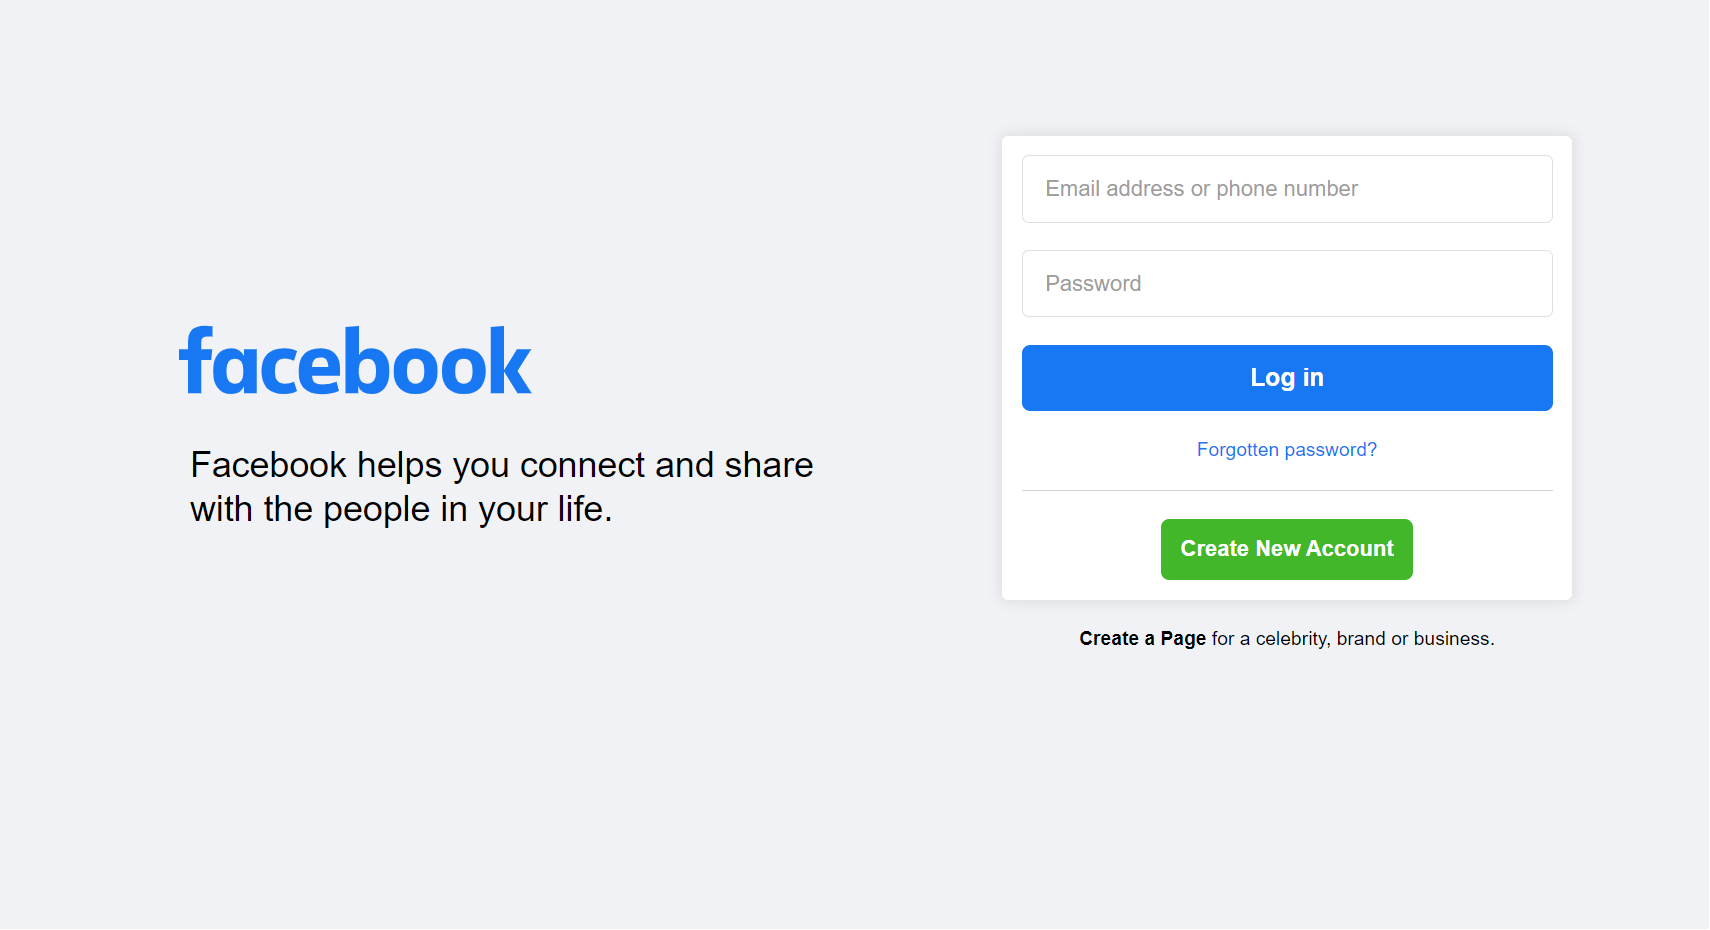 facebook
Facebook helps you connect and share
with the people in your life.
Email address or phone number
Password
Log in
Forgotten password?
Create New Account
Create a Page for a celebrity, brand or business.